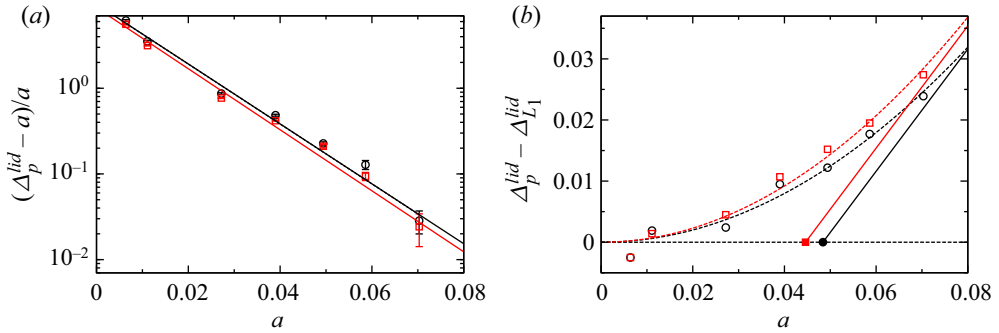 (a)
(Δ_p^{lid} – a)/a
10^0
10^{–1}
10^{–2}
0 0.02 0.04 0.06 0.08
a
(b)
Δ_p^{lid} – Δ_{L_1}^{lid}
0.03
0.02
0.01
0
0 0.02 0.04 0.06 0.08
a